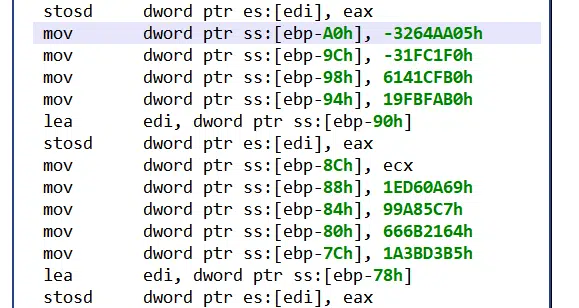 stosd dword ptr es:[edi], eax
mov dword ptr ss:[ebp-A0h], -3264AA05h
mov dword ptr ss:[ebp-9Ch], -31FC1F0h
mov dword ptr ss:[ebp-98h], 6141CFB0h
mov dword ptr ss:[ebp-94h], 19FBFAB0h
lea edi, dword ptr ss:[ebp-90h]
stosd dword ptr es:[edi], eax
mov dword ptr ss:[ebp-8Ch], ecx
mov dword ptr ss:[ebp-88h], 1ED60A69h
mov dword ptr ss:[ebp-84h], 99A85C7h
mov dword ptr ss:[ebp-80h], 666B2164h
mov dword ptr ss:[ebp-7Ch], 1A3BD3B5h
lea edi, dword ptr ss:[ebp-78h]
stosd dword ptr es:[edi], eax